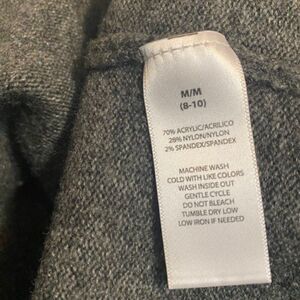 M/M
(8-10)
70% ACRYLIC/ACRILICO
28% NYLON/NYLON
2% SPANDEX/SPANDEX
MACHINE WASH
COLD WITH LIKE COLORS
WASH INSIDE OUT
GENTLE CYCLE
DO NOT BLEACH
TUMBLE DRY LOW
LOW IRON IF NEEDED